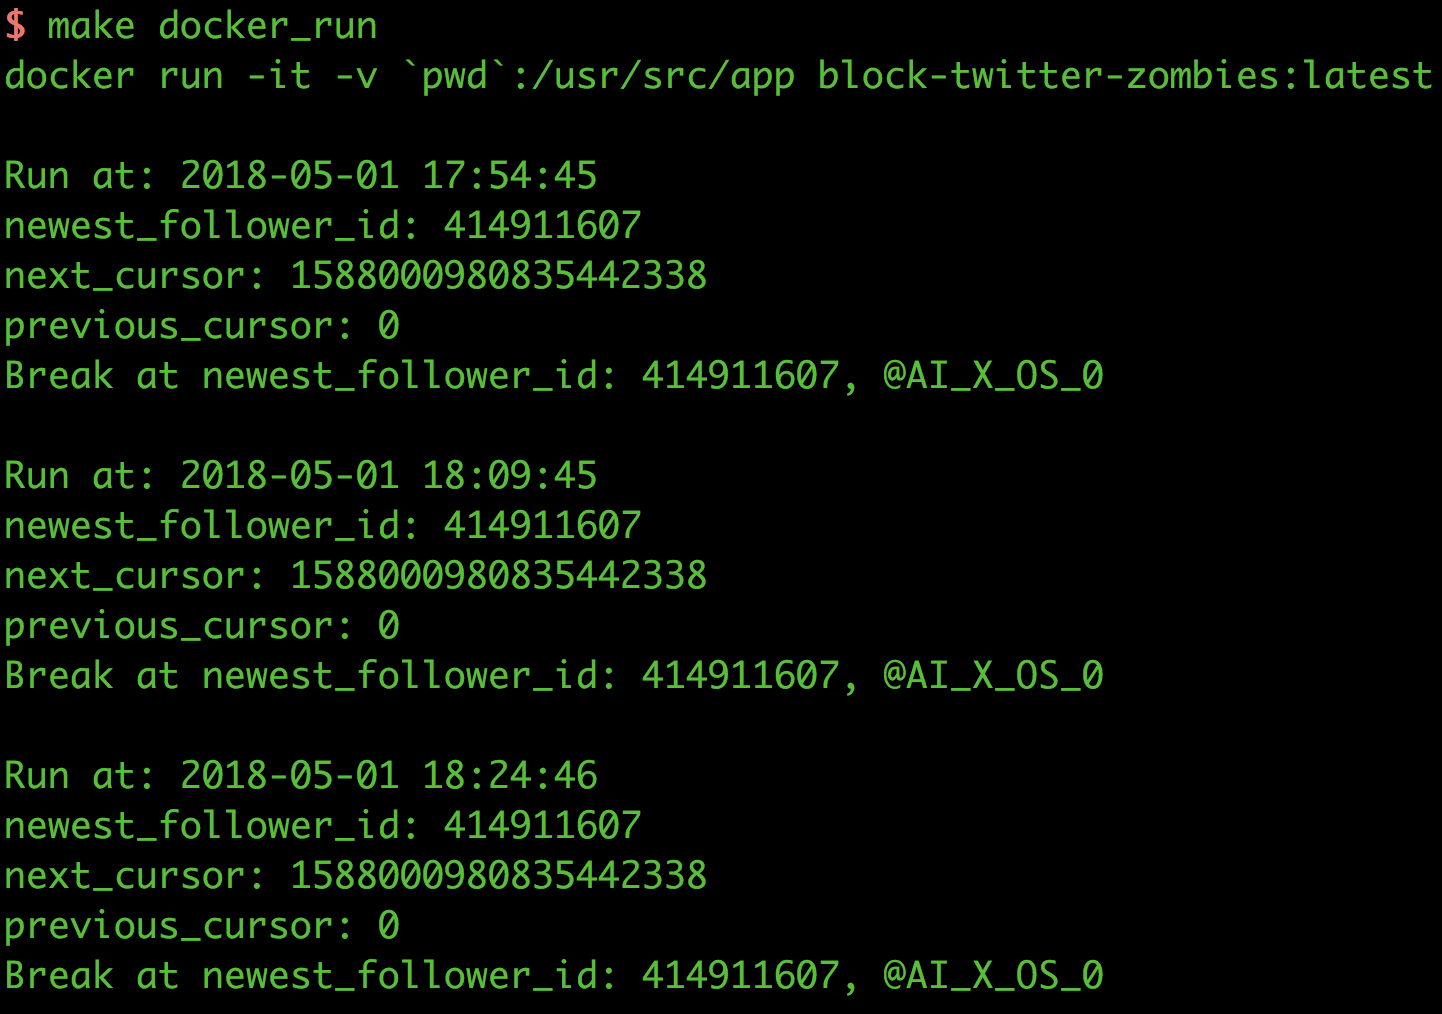 $ make docker_run
docker run -it -v `pwd`:/usr/src/app block-twitter-zombies:latest
Run at: 2018-05-01 17:54:45
newest_follower_id: 414911607
next_cursor: 1588000980835442338
previous_cursor: 0
Break at newest_follower_id: 414911607, @AI_X_OS_0
Run at: 2018-05-01 18:09:45
newest_follower_id: 414911607
next_cursor: 1588000980835442338
previous_cursor: 0
Break at newest_follower_id: 414911607, @AI_X_OS_0
Run at: 2018-05-01 18:24:46
newest_follower_id: 414911607
next_cursor: 1588000980835442338
previous_cursor: 0
Break at newest_follower_id: 414911607, @AI_X_OS_0